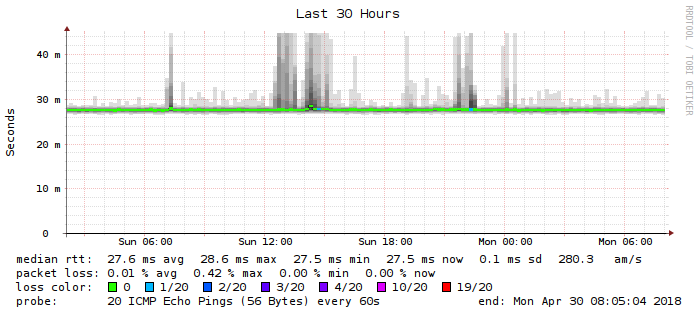 Last 30 Hours
RRDTOOL / TOBI OETIKER
Seconds
40 m
30 m
20 m
10 m
0
Sun 06:00 Sun 12:00 Sun 18:00 Mon 00:00 Mon 06:00
median rtt: 27.6 ms avg 28.6 ms max 27.5 ms min 27.5 ms now 0.1 ms sd 280.3 am/s
packet loss: 0.01 % avg 0.42 % max 0.00 % min 0.00 % now
loss color: 0 1/20 2/20 3/20 4/20 10/20 19/20
probe: 20 ICMP Echo Pings (56 Bytes) every 60s end: Mon Apr 30 08:05:04 2018